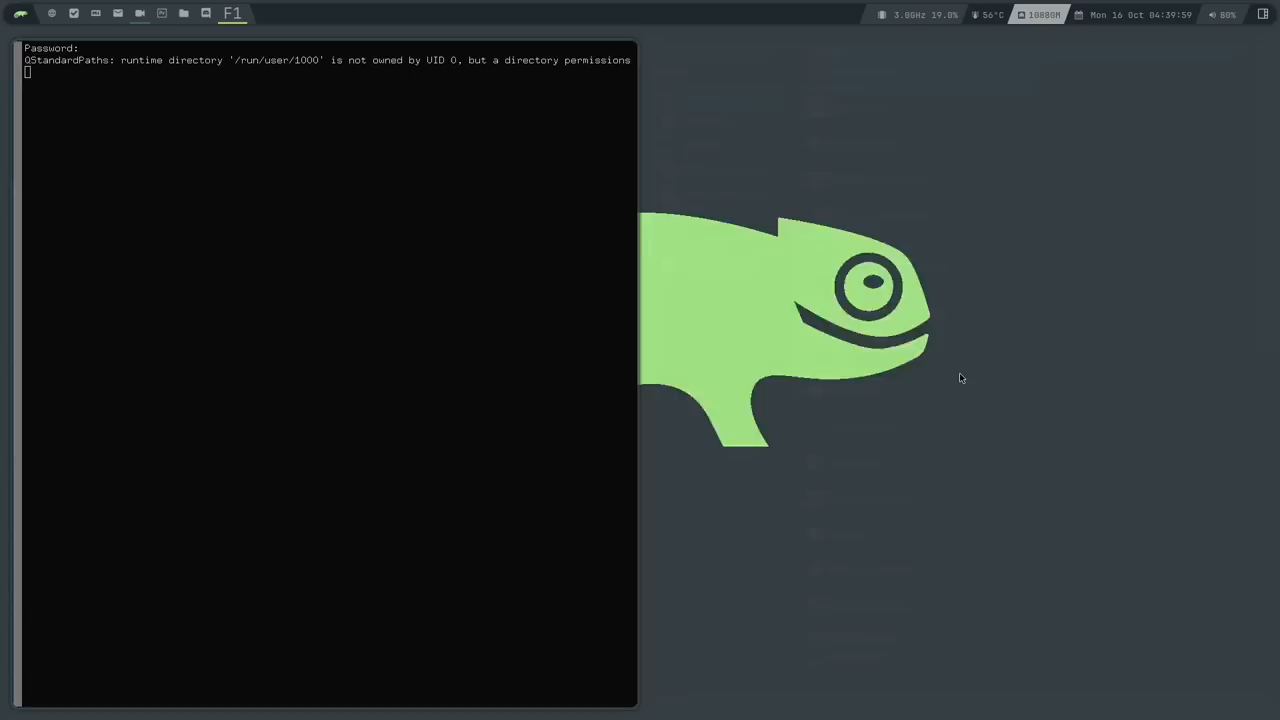 F1
3.0GHz 19.0%
56°C
10880M
Mon 16 Oct 04:39:59
80%
Password:
QStandardPaths: runtime directory '/run/user/1000' is not owned by UID 0, but a directory permissions